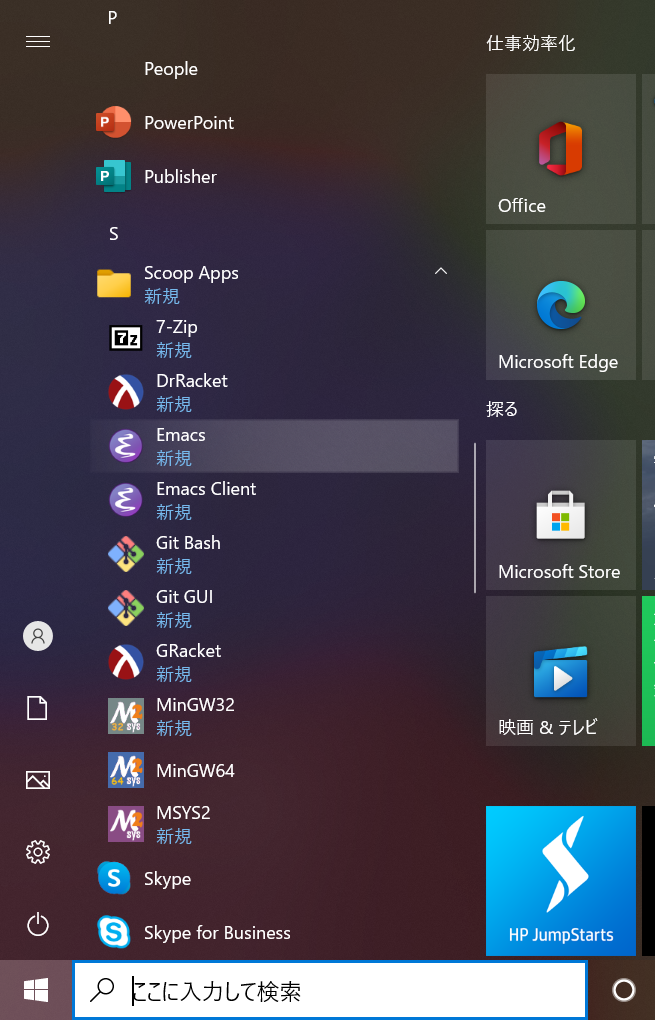 P
People
PowerPoint
Publisher
S
Scoop Apps
新規
7-Zip
新規
DrRacket
新規
Emacs
新規
Emacs Client
新規
Git Bash
新規
Git GUI
新規
GRacket
新規
MinGW32
新規
MinGW64
MSYS2
新規
Skype
Skype for Business
仕事効率化
Office
Microsoft Edge
探る
Microsoft Store
映画 & テレビ
HP JumpStarts
ここに入力して検索